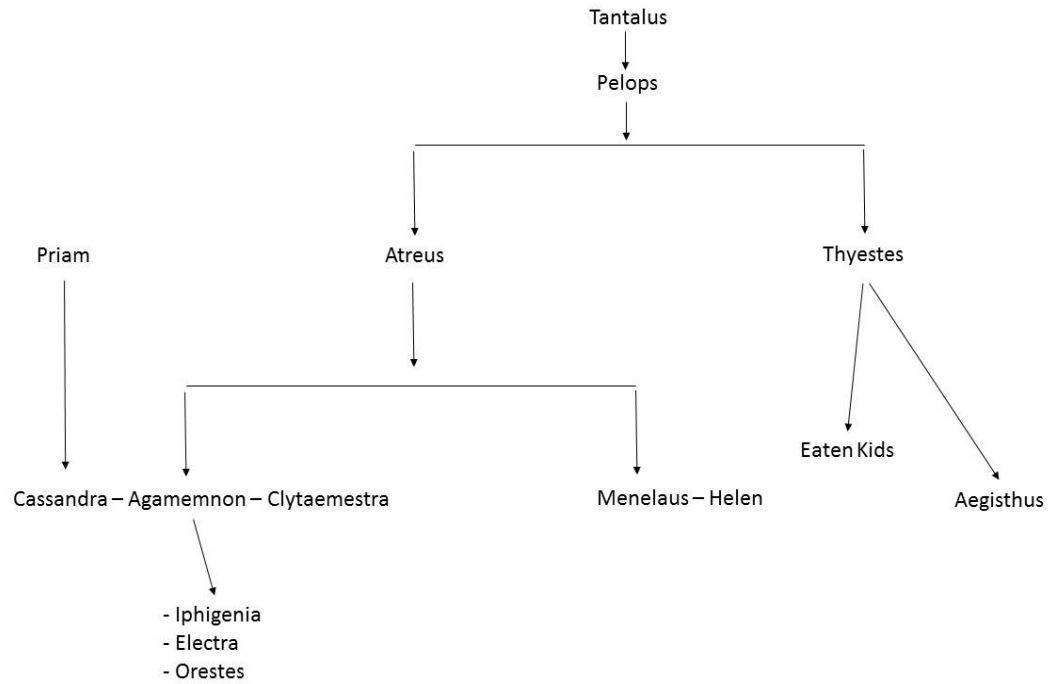 Tantalus
Pelops
Priam
Atreus
Thyestes
Eaten Kids
Cassandra – Agamemnon – Clytaemestra
Menelaus – Helen
Aegisthus
- Iphigenia
- Electra
- Orestes